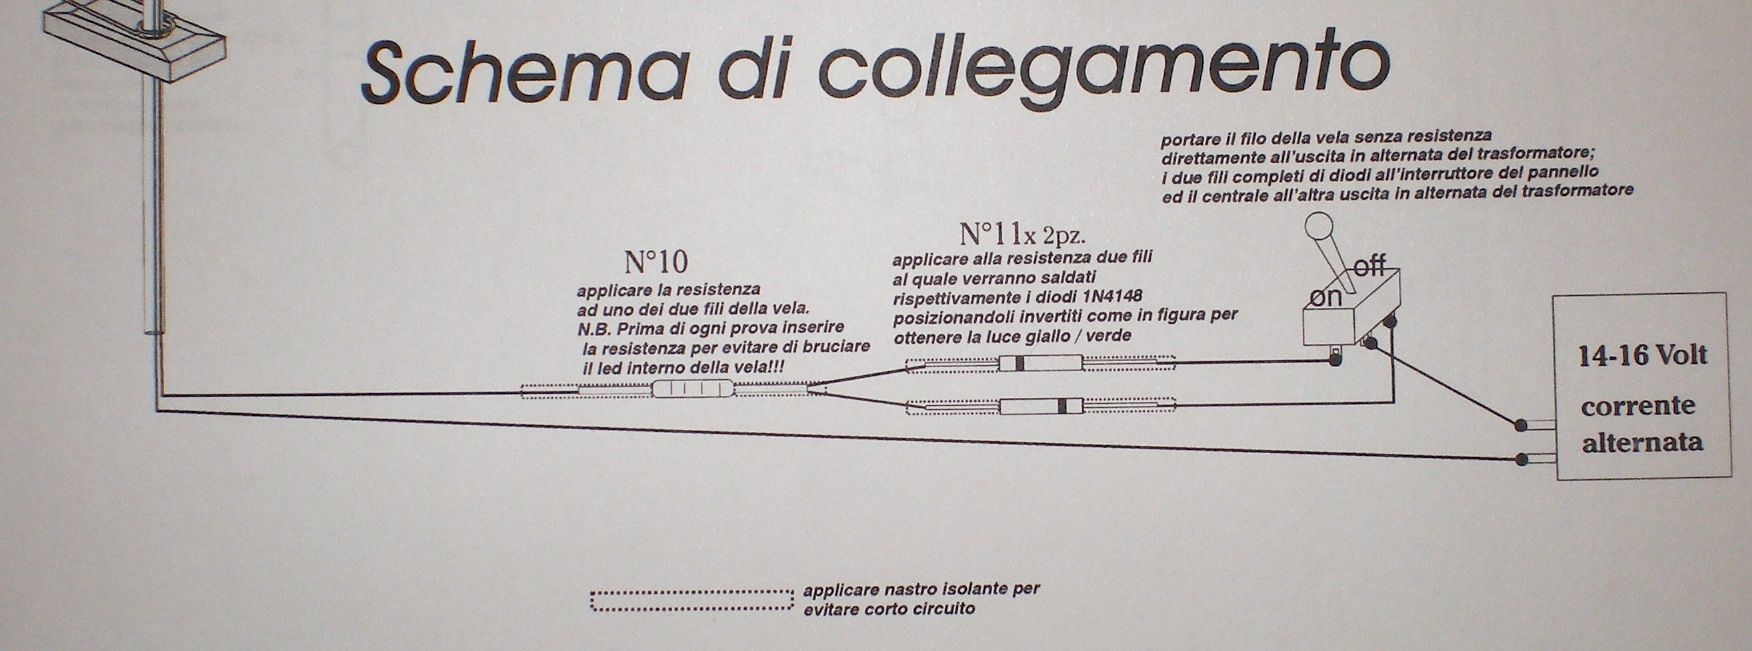 Schema di collegamento
portare il filo della vela senza resistenza
direttamente all'uscita in alternata del trasformatore;
i due fili completi di diodi all'interruttore del pannello
ed il centrale all'altra uscita in alternata del trasformatore
N°10
applicare la resistenza
ad uno dei due fili della vela.
N.B. Prima di ogni prova inserire
la resistenza per evitare di bruciare
il led interno della vela!!!
N°11x 2pz.
applicare alla resistenza due fili
al quale verranno saldati
rispettivamente i diodi 1N4148
posizionandoli invertiti come in figura per
ottenere la luce giallo / verde
off
on
14-16 Volt
corrente
alternata
applicare nastro isolante per
evitare corto circuito